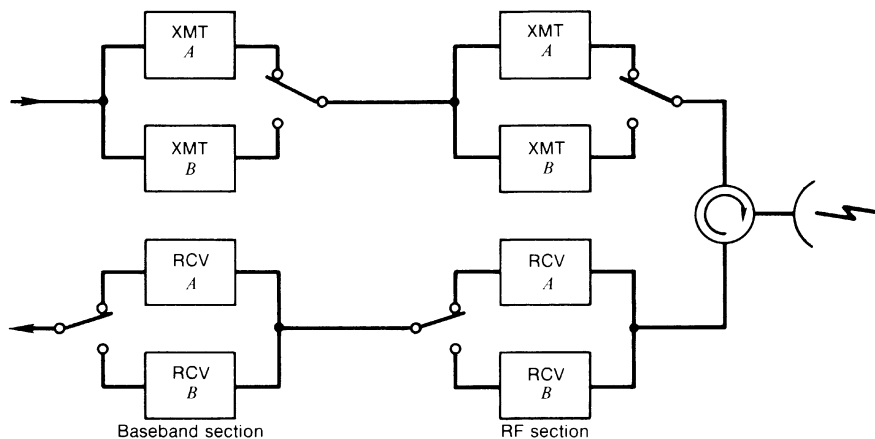 XMT
A
XMT
A
XMT
B
XMT
B
RCV
A
RCV
A
RCV
B
RCV
B
Baseband section
RF section